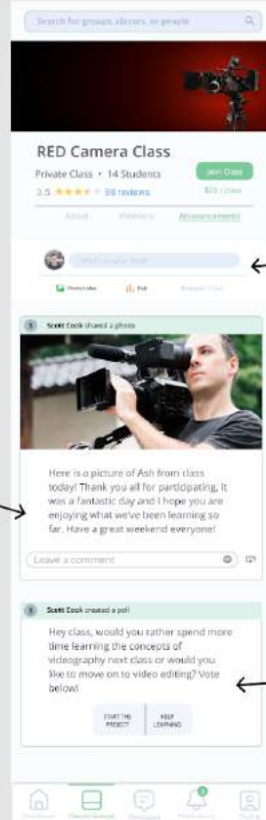 Search for groups, classes, or people
RED Camera Class
Private Class • 14 Students
Join Class
3.5 98 reviews
About Members Announcements
Photo/Video Poll
Scott Cook shared a photo
Here is a picture of Ash from class
today! Thank you all for participating, it
was a fantastic day and I hope you are
enjoying what we've been learning so
far. Have a great weekend everyone!
Leave a comment
Scott Cook created a poll
Hey class, would you rather spend more
time learning the concepts of
videography next class or would you
like to move on to video editing? Vote
below!
START THE KEEP
PROJECT LEARNING